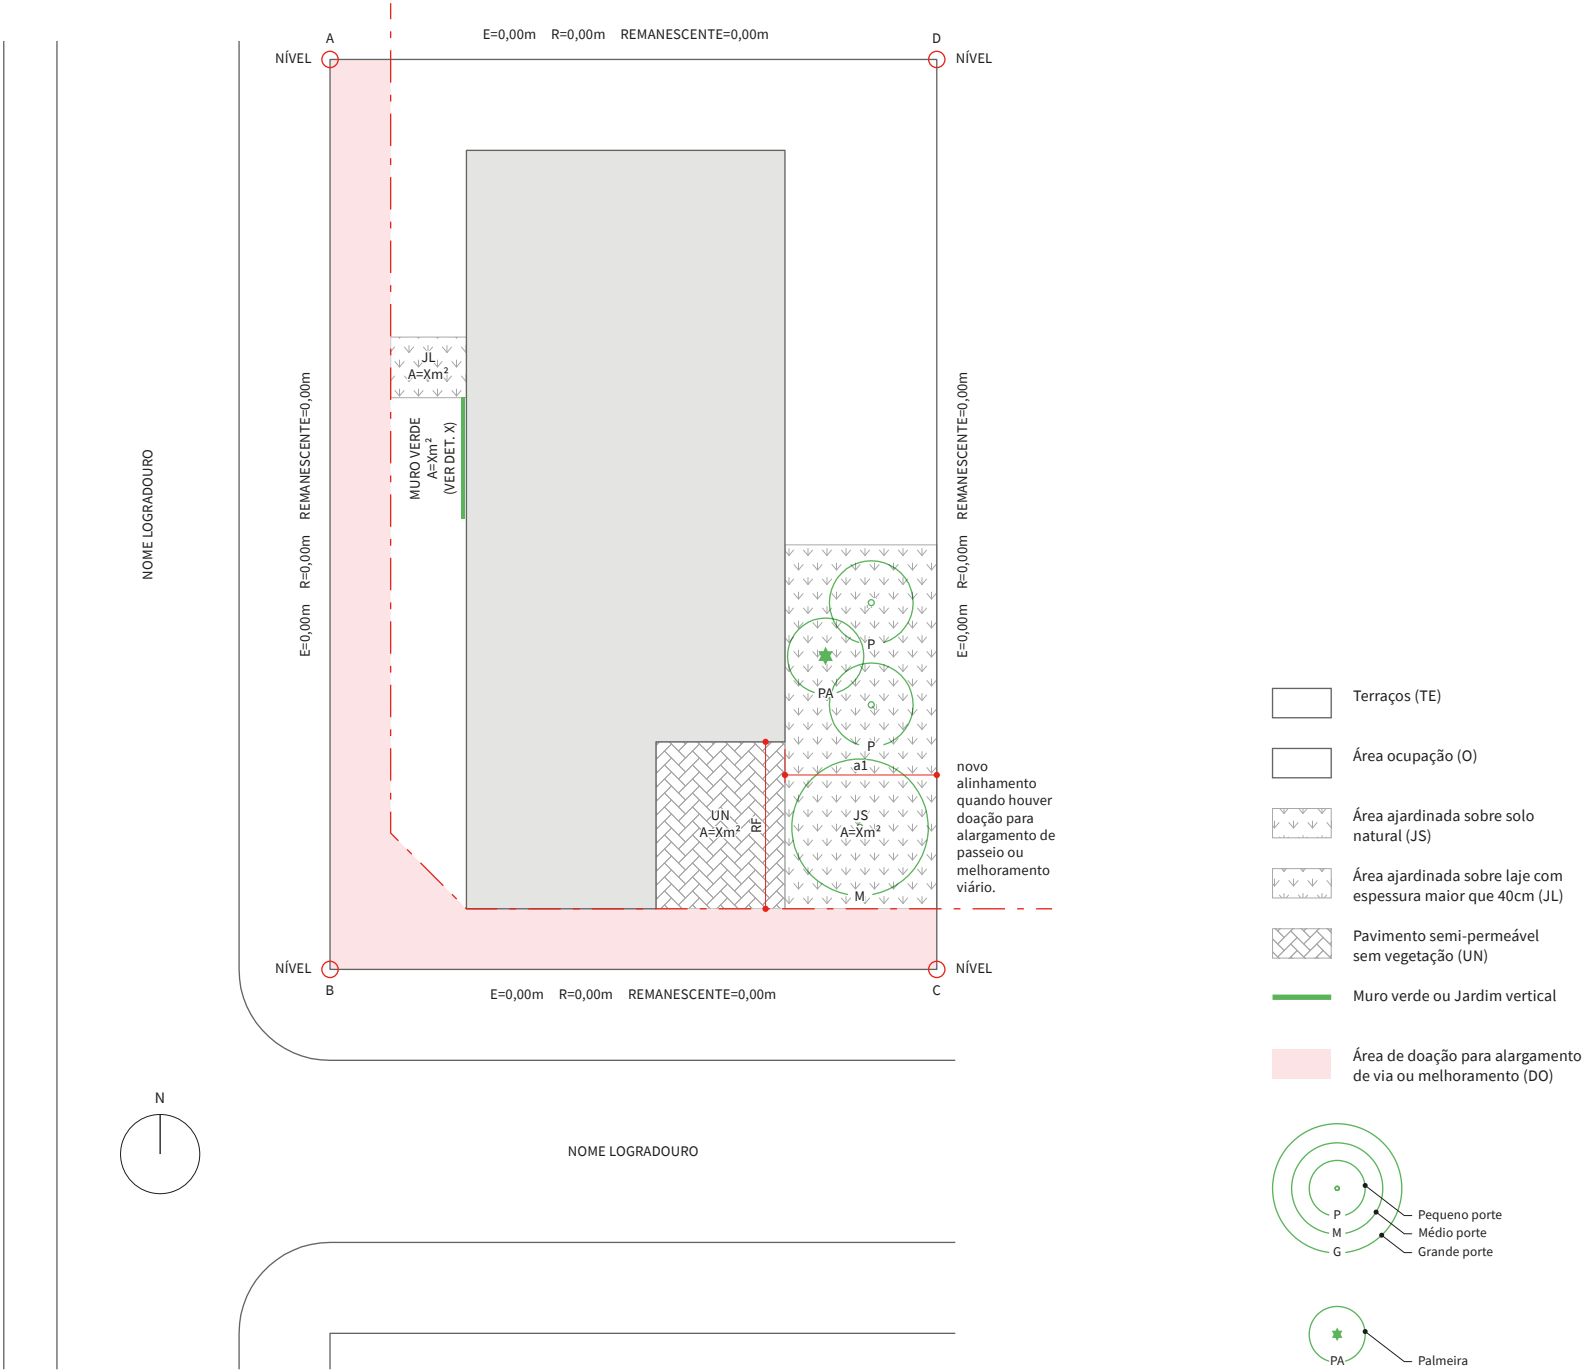 E=0,00m R=0,00m REMANESCENTE=0,00m
A
D
NÍVEL
NÍVEL
JL
A=Xm²
MURO VERDE
A=Xm²
(VER DET. X)
E=0,00m R=0,00m REMANESCENTE=0,00m
E=0,00m R=0,00m REMANESCENTE=0,00m
NOME LOGRADOURO
P
PA
P
a1
UN
A=Xm²
RF
JS
A=Xm²
M
novo
alinhamento
quando houver
doação para
alargamento de
passeio ou
melhoramento
viário.
NÍVEL
NÍVEL
B
C
E=0,00m R=0,00m REMANESCENTE=0,00m
N
NOME LOGRADOURO
Terraços (TE)
Área ocupação (O)
Área ajardinada sobre solo
natural (JS)
Área ajardinada sobre laje com
espessura maior que 40cm (JL)
Pavimento semi-permeável
sem vegetação (UN)
Muro verde ou Jardim vertical
Área de doação para alargamento
de via ou melhoramento (DO)
P
M
G
Pequeno porte
Médio porte
Grande porte
PA
Palmeira